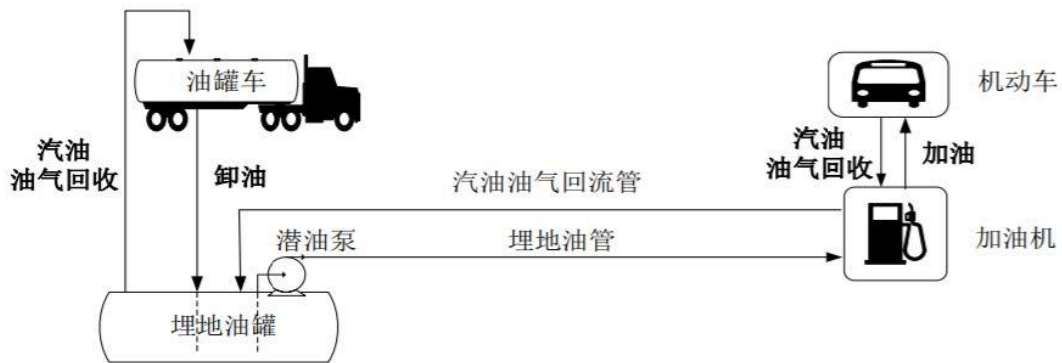 油罐车
机动车
汽油
油气回收
卸油
汽油
油气回收
加油
汽油油气回流管
潜油泵
埋地油管
加油机
埋地油罐